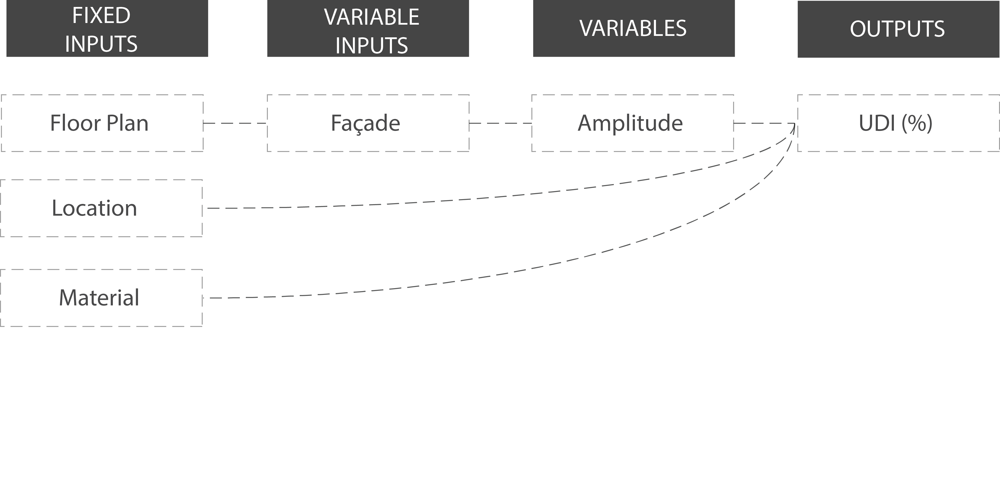 FIXED
INPUTS
VARIABLE
INPUTS
VARIABLES
OUTPUTS
Floor Plan
Façade
Amplitude
UDI (%)
Location
Material